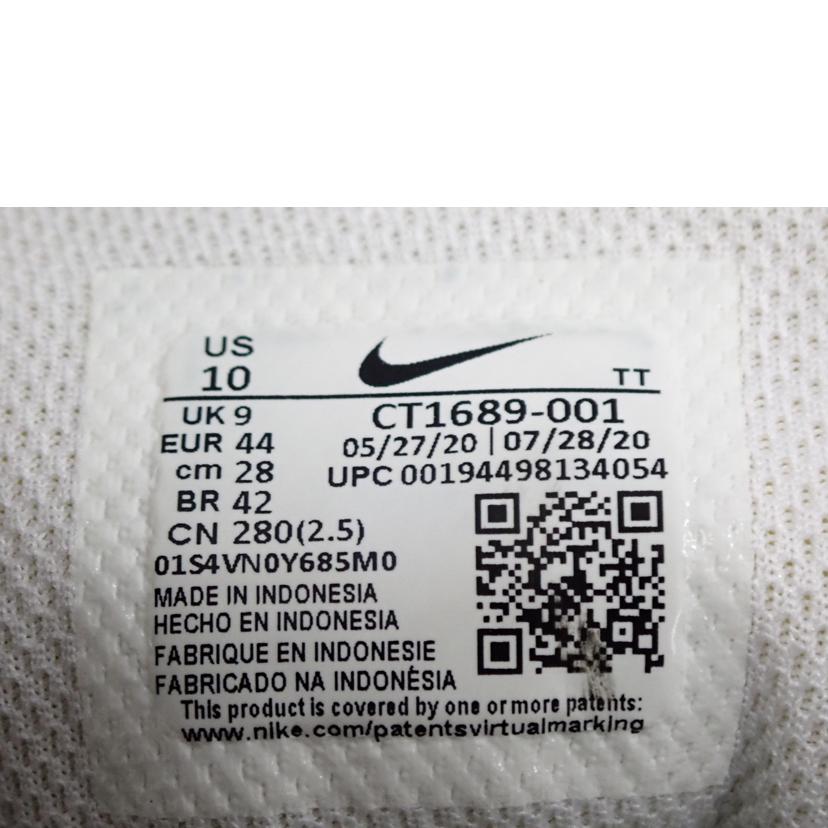 US
10
TT
UK 9
CT1689-001
EUR 44
05/27/20 | 07/28/20
cm 28
UPC 00194498134054
BR 42
CN 280(2.5)
01S4VN0Y685M0
MADE IN INDONESIA
HECHO EN INDONESIA
FABRIQUE EN INDONESIE
FABRICADO NA INDONÉSIA
This product is covered by one or more patents:
www.nike.com/patentsvirtualmarking